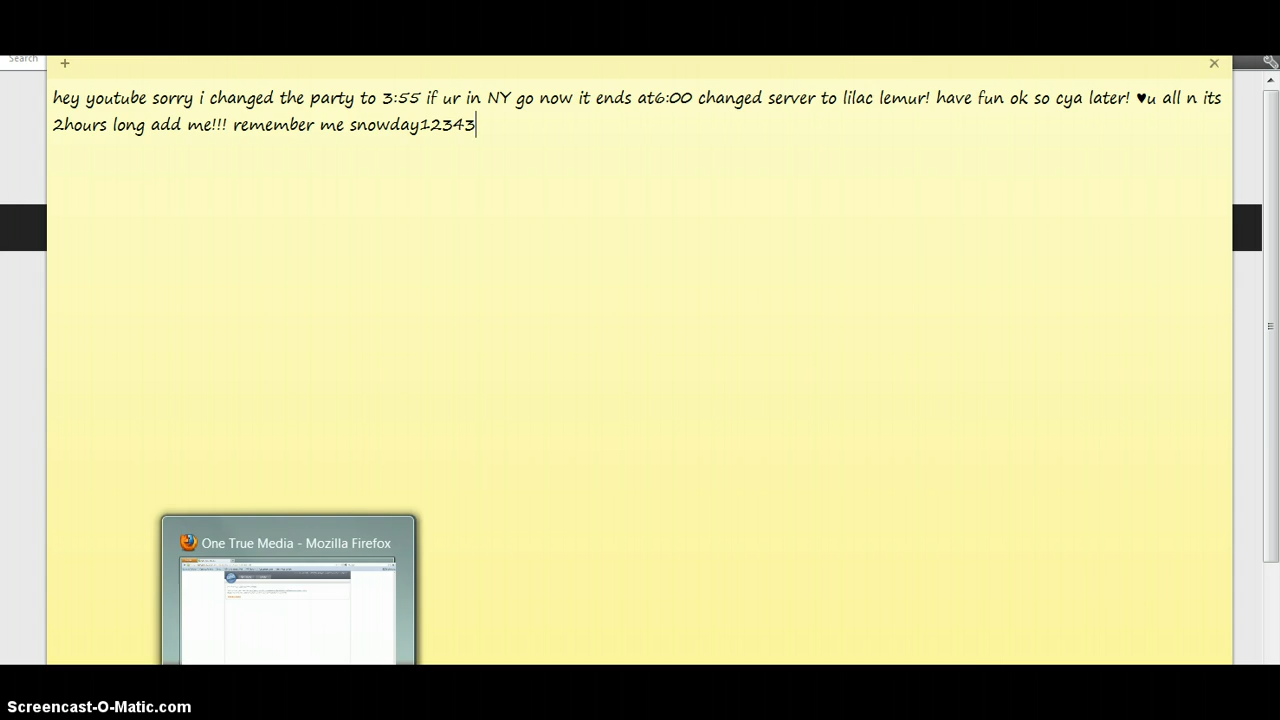 Search
+
hey youtube sorry i changed the party to 3:55 if ur in NY go now it ends at6:00 changed server to lilac lemur! have fun ok so cya later! ♥u all n its
2hours long add me!!! remember me snowday12343
One True Media - Mozilla Firefox
Screencast-O-Matic.com